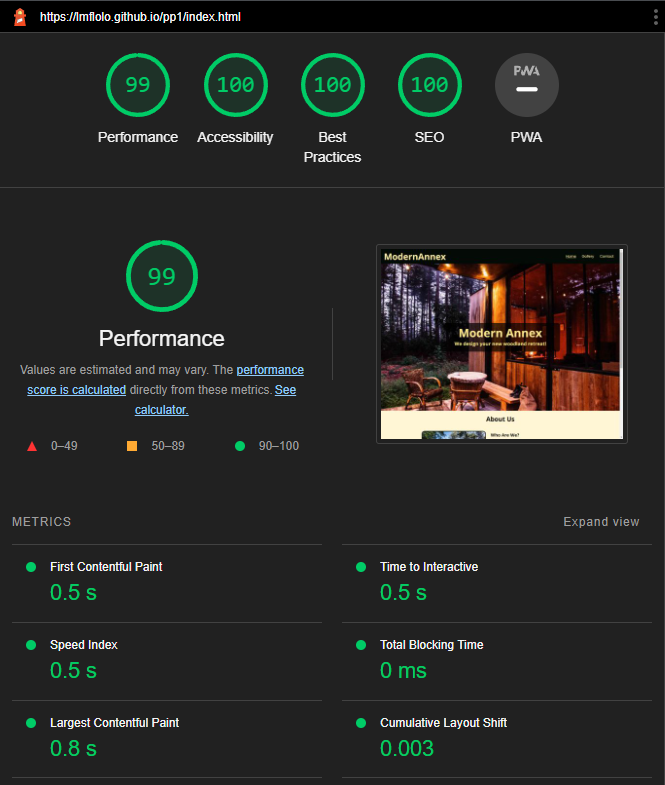 https://lmflolo.github.io/pp1/index.html
99
100
100
100
PWA
Performance
Accessibility
Best
Practices
SEO
PWA
99
Performance
Values are estimated and may vary. The performance
score is calculated directly from these metrics. See
calculator.
0–49
50–89
90–100
ModernAnnex
Home
Gallery
Contact
Modern Annex
We design your new woodland retreat!
About Us
Who Are We?
METRICS
Expand view
First Contentful Paint
0.5 s
Time to Interactive
0.5 s
Speed Index
0.5 s
Total Blocking Time
0 ms
Largest Contentful Paint
0.8 s
Cumulative Layout Shift
0.003